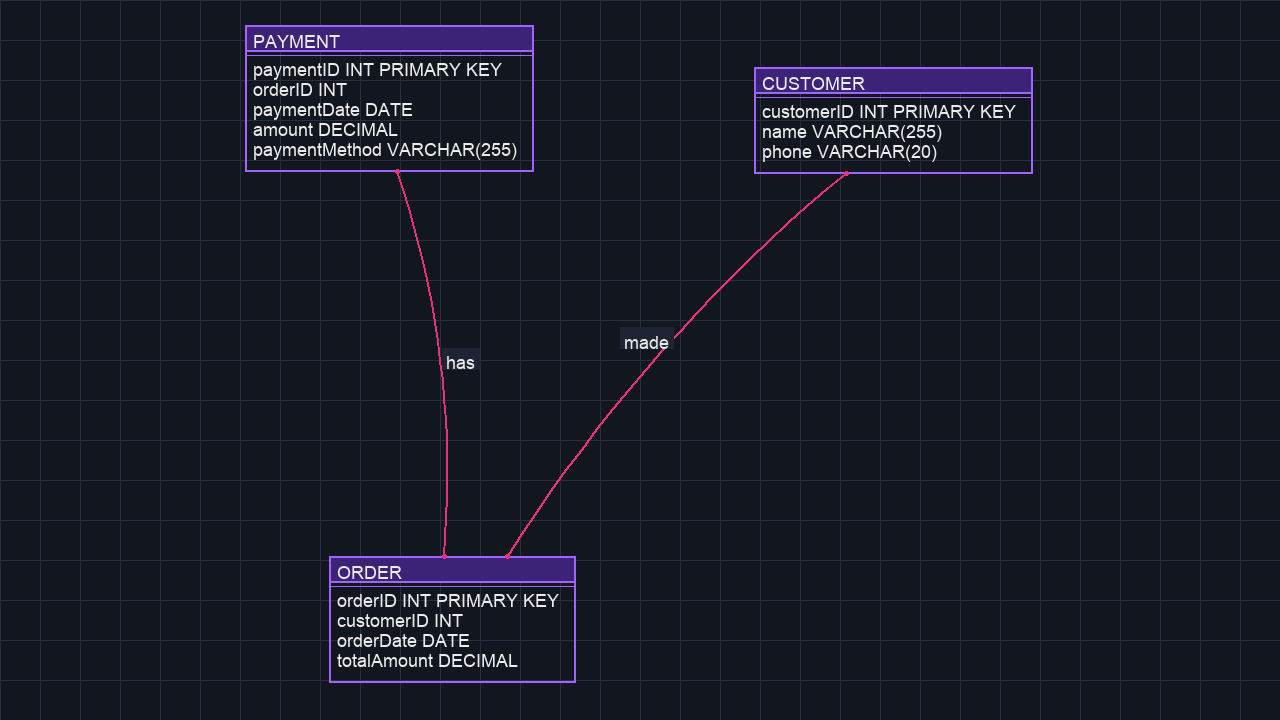 PAYMENT
paymentID INT PRIMARY KEY
orderID INT
paymentDate DATE
amount DECIMAL
paymentMethod VARCHAR(255)
CUSTOMER
customerID INT PRIMARY KEY
name VARCHAR(255)
phone VARCHAR(20)
made
has
ORDER
orderID INT PRIMARY KEY
customerID INT
orderDate DATE
totalAmount DECIMAL